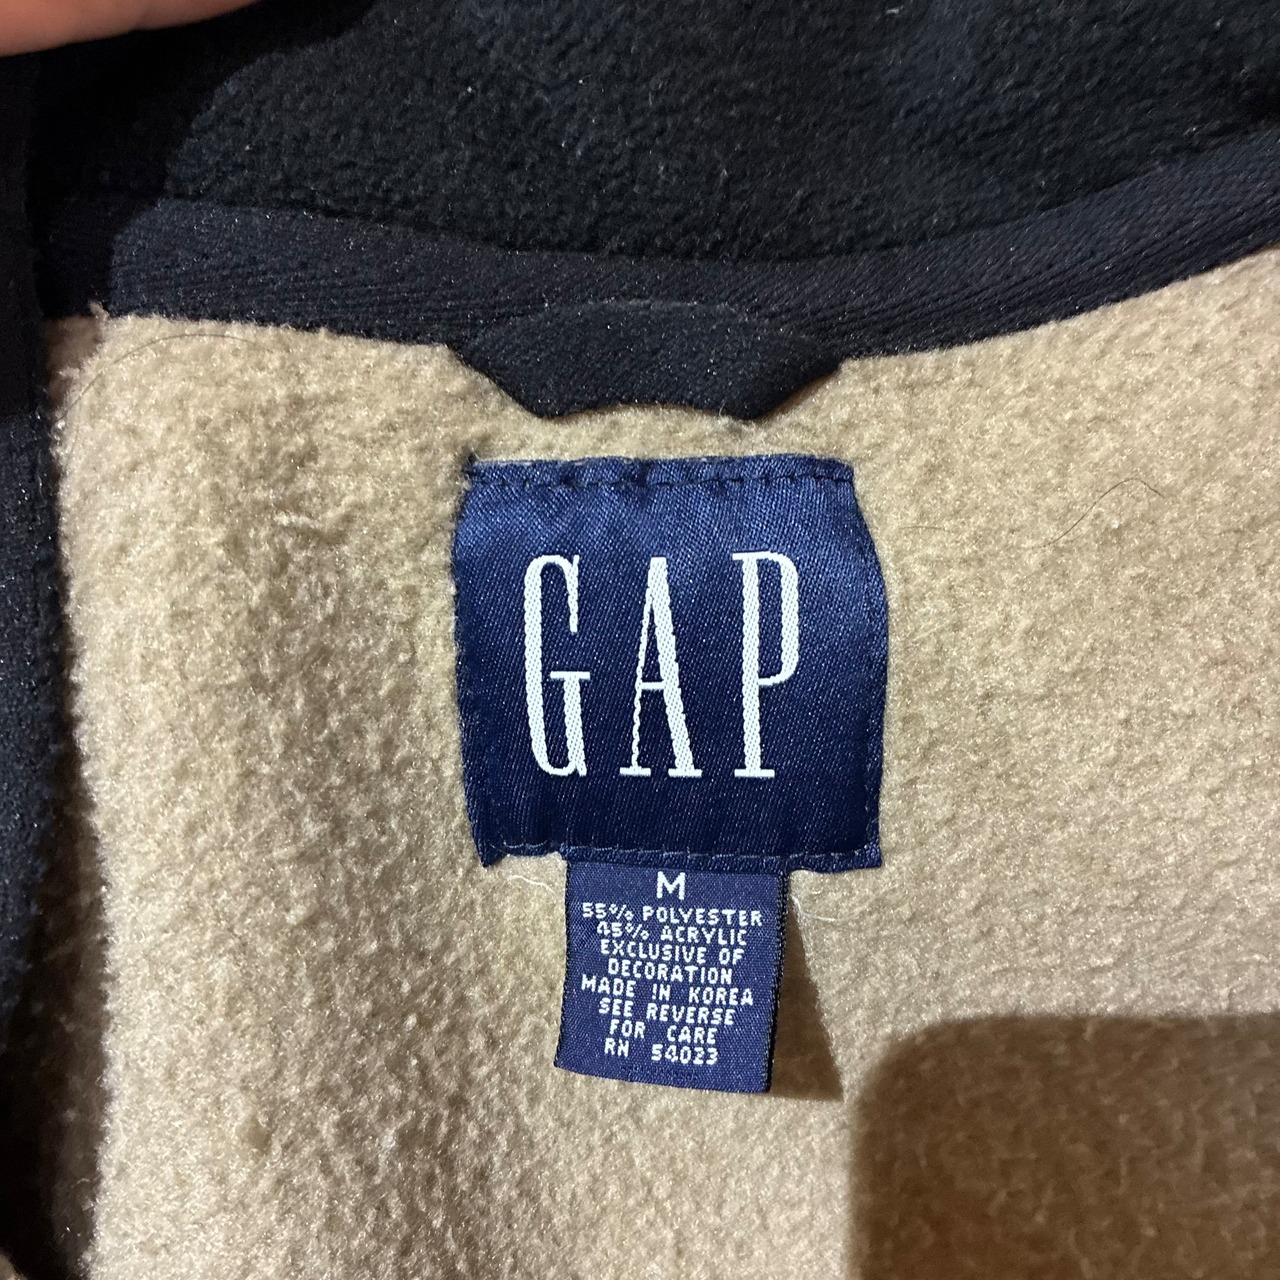 GAP
M
55% POLYESTER
45% ACRYLIC
EXCLUSIVE OF
DECORATION
MADE IN KOREA
SEE REVERSE
FOR CARE
RN 54023